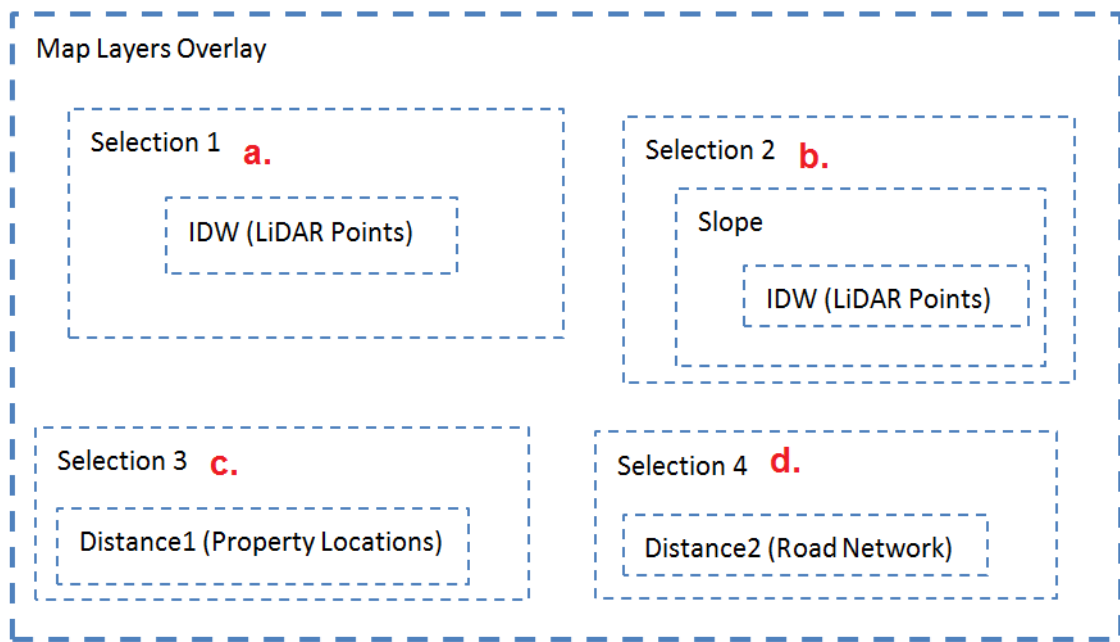 Map Layers Overlay
Selection 1 a.
IDW (LiDAR Points)
Selection 2 b.
Slope
IDW (LiDAR Points)
Selection 3 c.
Distance1 (Property Locations)
Selection 4 d.
Distance2 (Road Network)